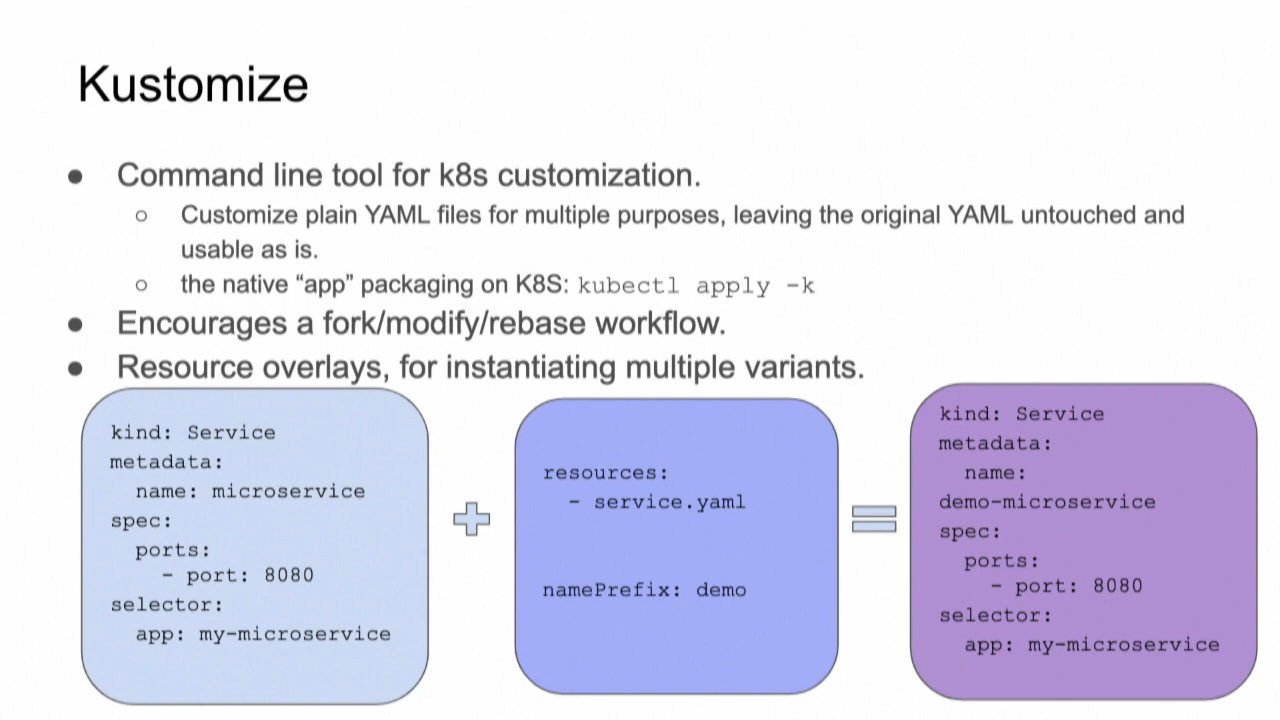 Kustomize
● Command line tool for k8s customization.
○ Customize plain YAML files for multiple purposes, leaving the original YAML untouched and
usable as is.
○ the native “app” packaging on K8S: kubectl apply -k
● Encourages a fork/modify/rebase workflow.
● Resource overlays, for instantiating multiple variants.
kind: Service
metadata:
  name: microservice
spec:
  ports:
    - port: 8080
selector:
  app: my-microservice
resources:
  - service.yaml
namePrefix: demo
kind: Service
metadata:
  name:
demo-microservice
spec:
  ports:
    - port: 8080
selector:
  app: my-microservice